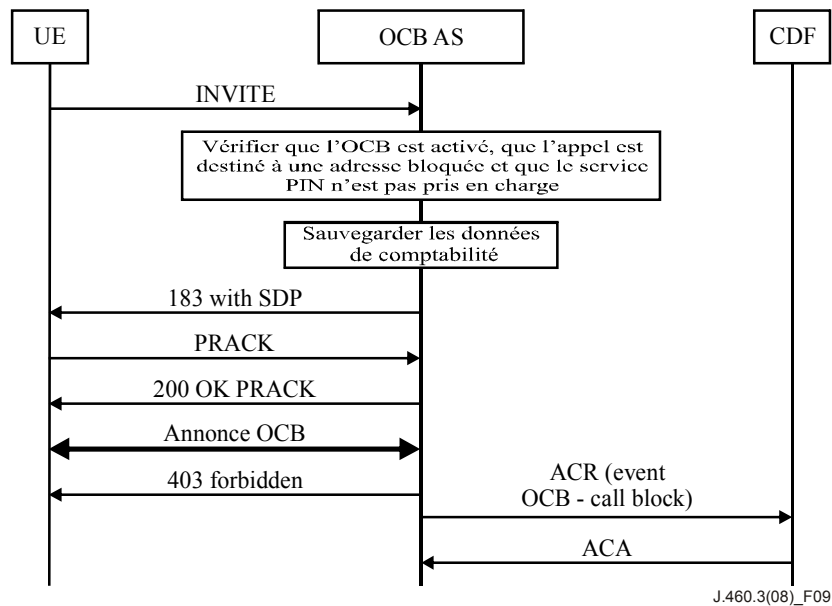 UE
OCB AS
CDF
INVITE
Vérifier que l'OCB est activé, que l'appel est
destiné à une adresse bloquée et que le service
PIN n'est pas pris en charge
Sauvegarder les données
de comptabilité
183 with SDP
PRACK
200 OK PRACK
Annonce OCB
403 forbidden
ACR (event
OCB - call block)
ACA
J.460.3(08)_F09